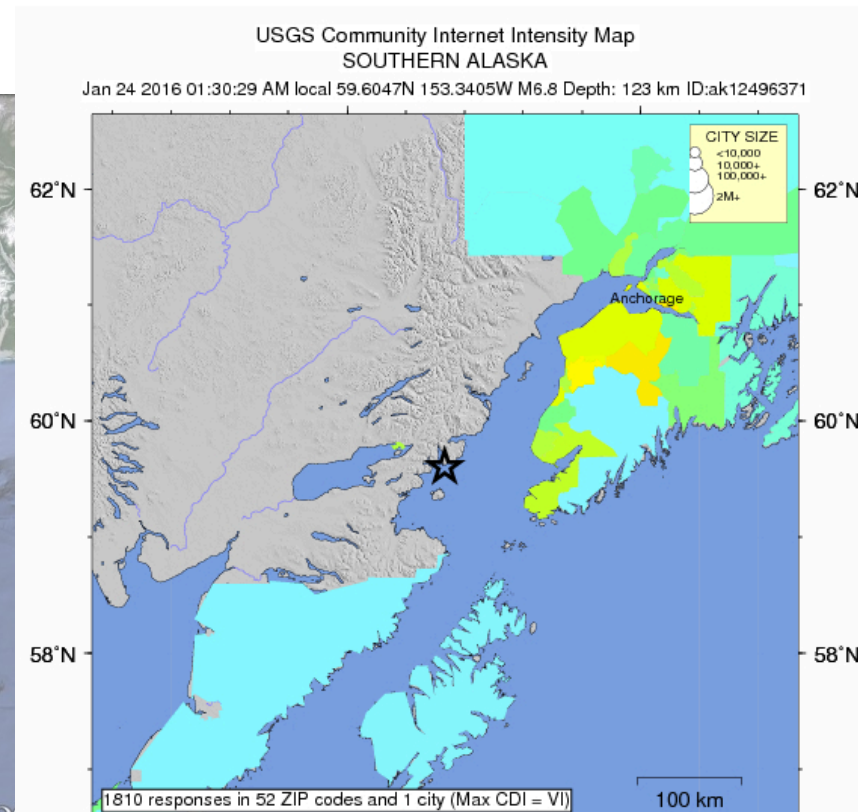 USGS Community Internet Intensity Map
SOUTHERN ALASKA
Jan 24 2016 01:30:29 AM local 59.6047N 153.3405W M6.8 Depth: 123 km ID:ak12496371
CITY SIZE
<10,000
10,000+
100,000+
2M+
62˚N
62˚N
Anchorage
60˚N
60˚N
58˚N
58˚N
1810 responses in 52 ZIP codes and 1 city (Max CDI = VI)
100 km